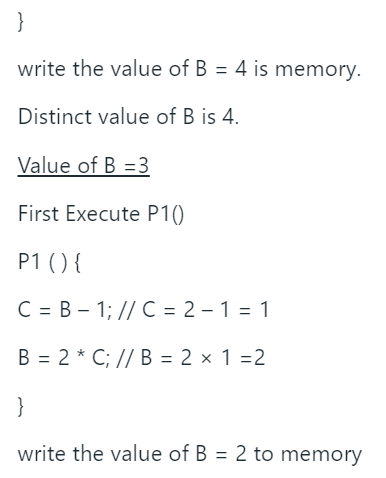 }
write the value of B = 4 is memory.
Distinct value of B is 4.
Value of B =3
First Execute P1()
P1 ( ) {
C = B – 1; // C = 2 – 1 = 1
B = 2 * C; // B = 2 × 1 =2
}
write the value of B = 2 to memory